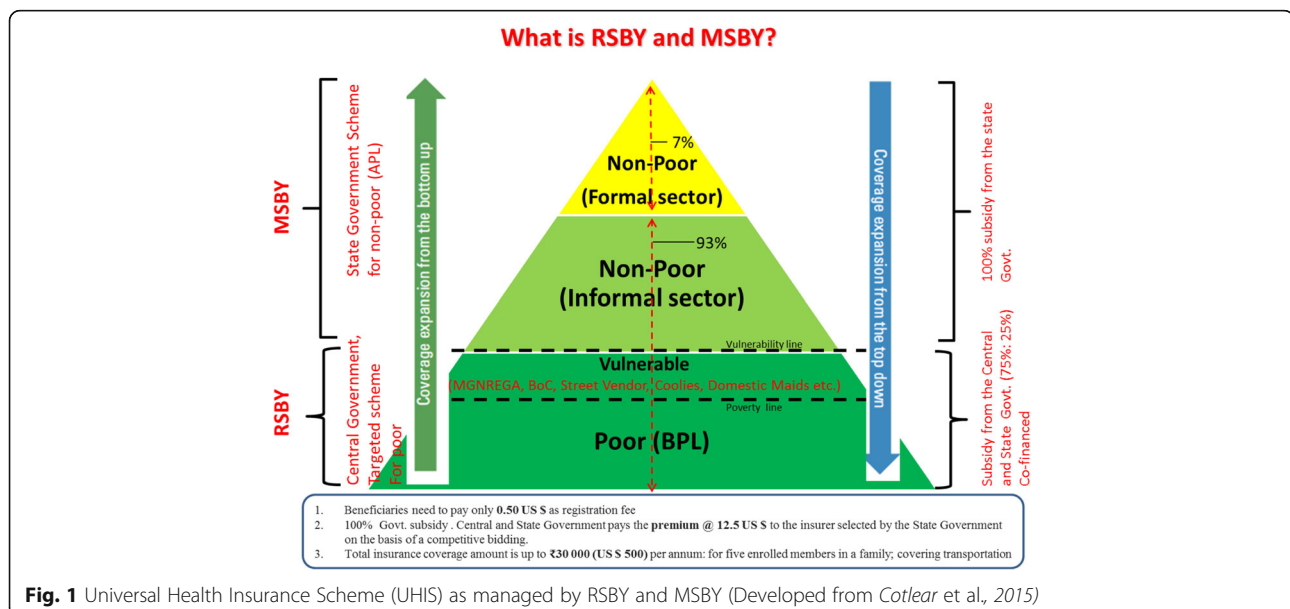 What is RSBY and MSBY?
MSBY
State Government Scheme
for non-poor (APL)
Coverage expansion from the bottom up
7%
Non-Poor
(Formal sector)
93%
Non-Poor
(Informal sector)
Coverage expansion from the top down
100% subsidy from the state
Govt.
Vulnerability line
Vulnerable
(MGNREGA, BoC, Street Vendor, Coolies, Domestic Maids etc.)
Poverty line
Poor (BPL)
RSBY
Central Government,
Targeted scheme
For poor
Subsidy from the Central
and State Govt. (75%: 25%)
Co-financed
1. Beneficiaries need to pay only 0.50 US $ as registration fee
2. 100% Govt. subsidy . Central and State Government pays the premium @ 12.5 US $ to the insurer selected by the State Government
on the basis of a competitive bidding.
3. Total insurance coverage amount is up to ₹30 000 (US $ 500) per annum: for five enrolled members in a family; covering transportation
Fig. 1 Universal Health Insurance Scheme (UHIS) as managed by RSBY and MSBY (Developed from Cotlear et al., 2015)